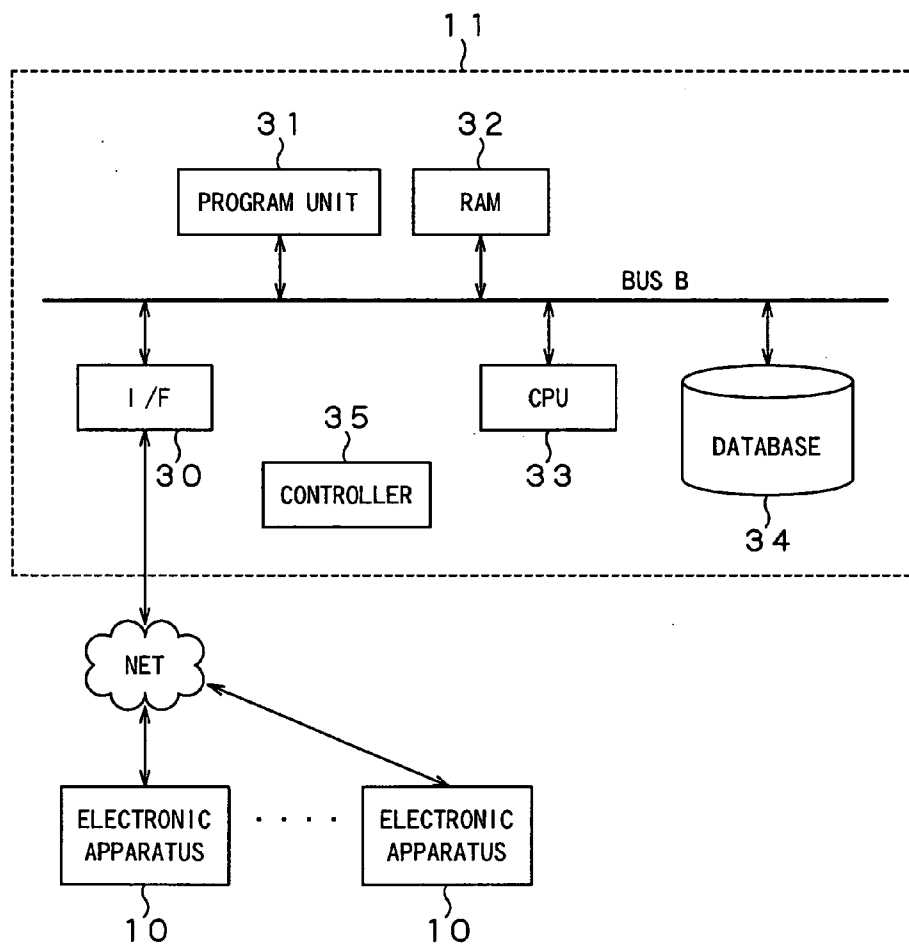 11
31
32
PROGRAM UNIT
RAM
BUS B
I/F
CPU
DATABASE
30
35
33
34
CONTROLLER
NET
ELECTRONIC
APPARATUS
10
. . . .
ELECTRONIC
APPARATUS
10